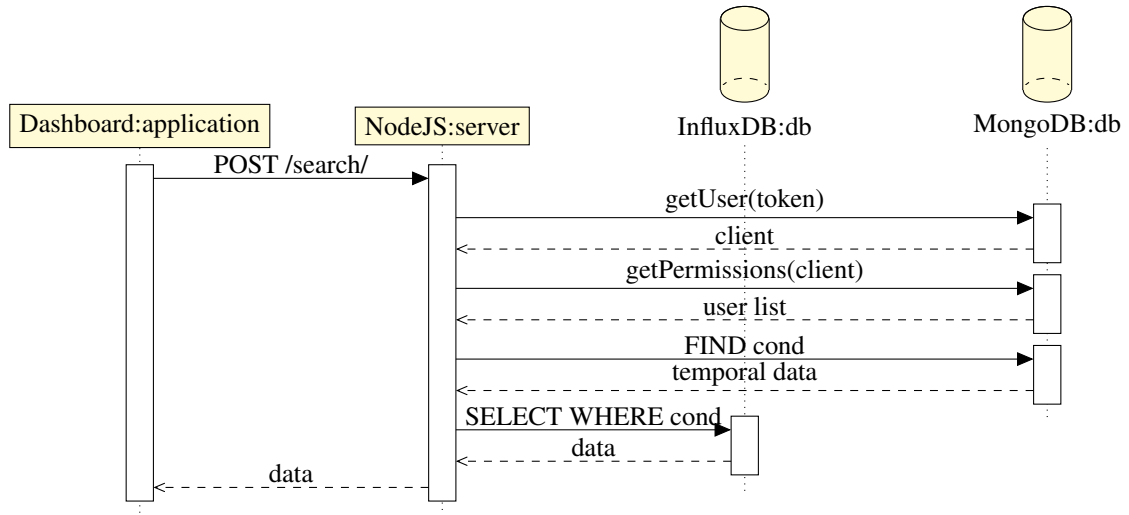 Dashboard:application
NodeJS:server
InfluxDB:db
MongoDB:db
POST /search/
getUser(token)
client
getPermissions(client)
user list
FIND cond
temporal data
SELECT WHERE cond
data
data